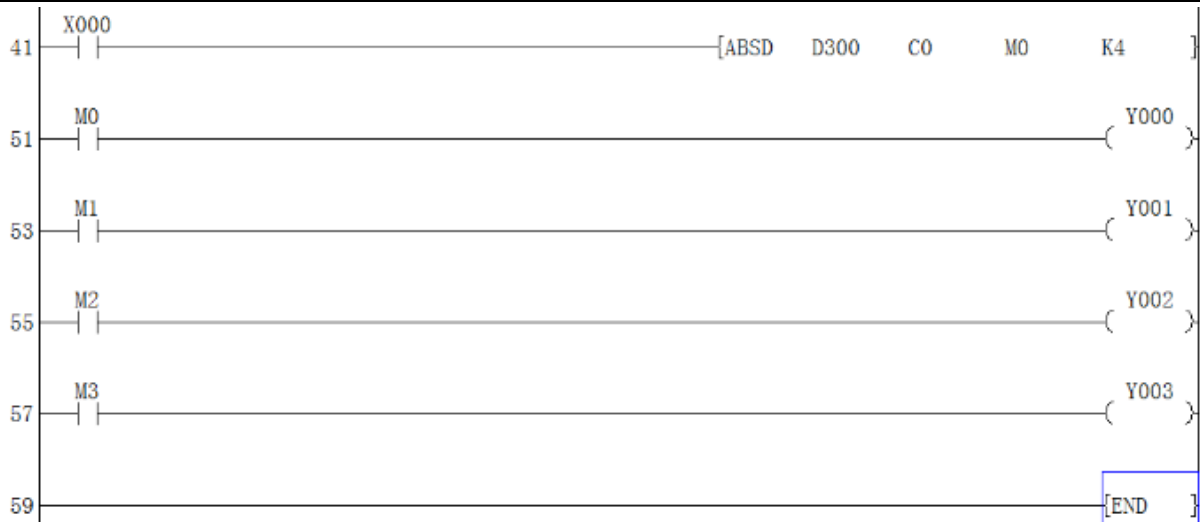 X000
41 [ABSD D300 C0 M0 K4 ]
M0 Y000
51 ( )
M1 Y001
53 ( )
M2 Y002
55 ( )
M3 Y003
57 ( )
59 [END ]